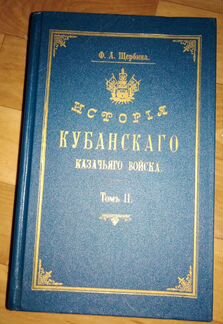 Ф. А. Щербина.
ИСТОРІЯ
КУБАНСКАГО
КАЗАЧЬЯГО ВОЙСКА.
Томъ II.